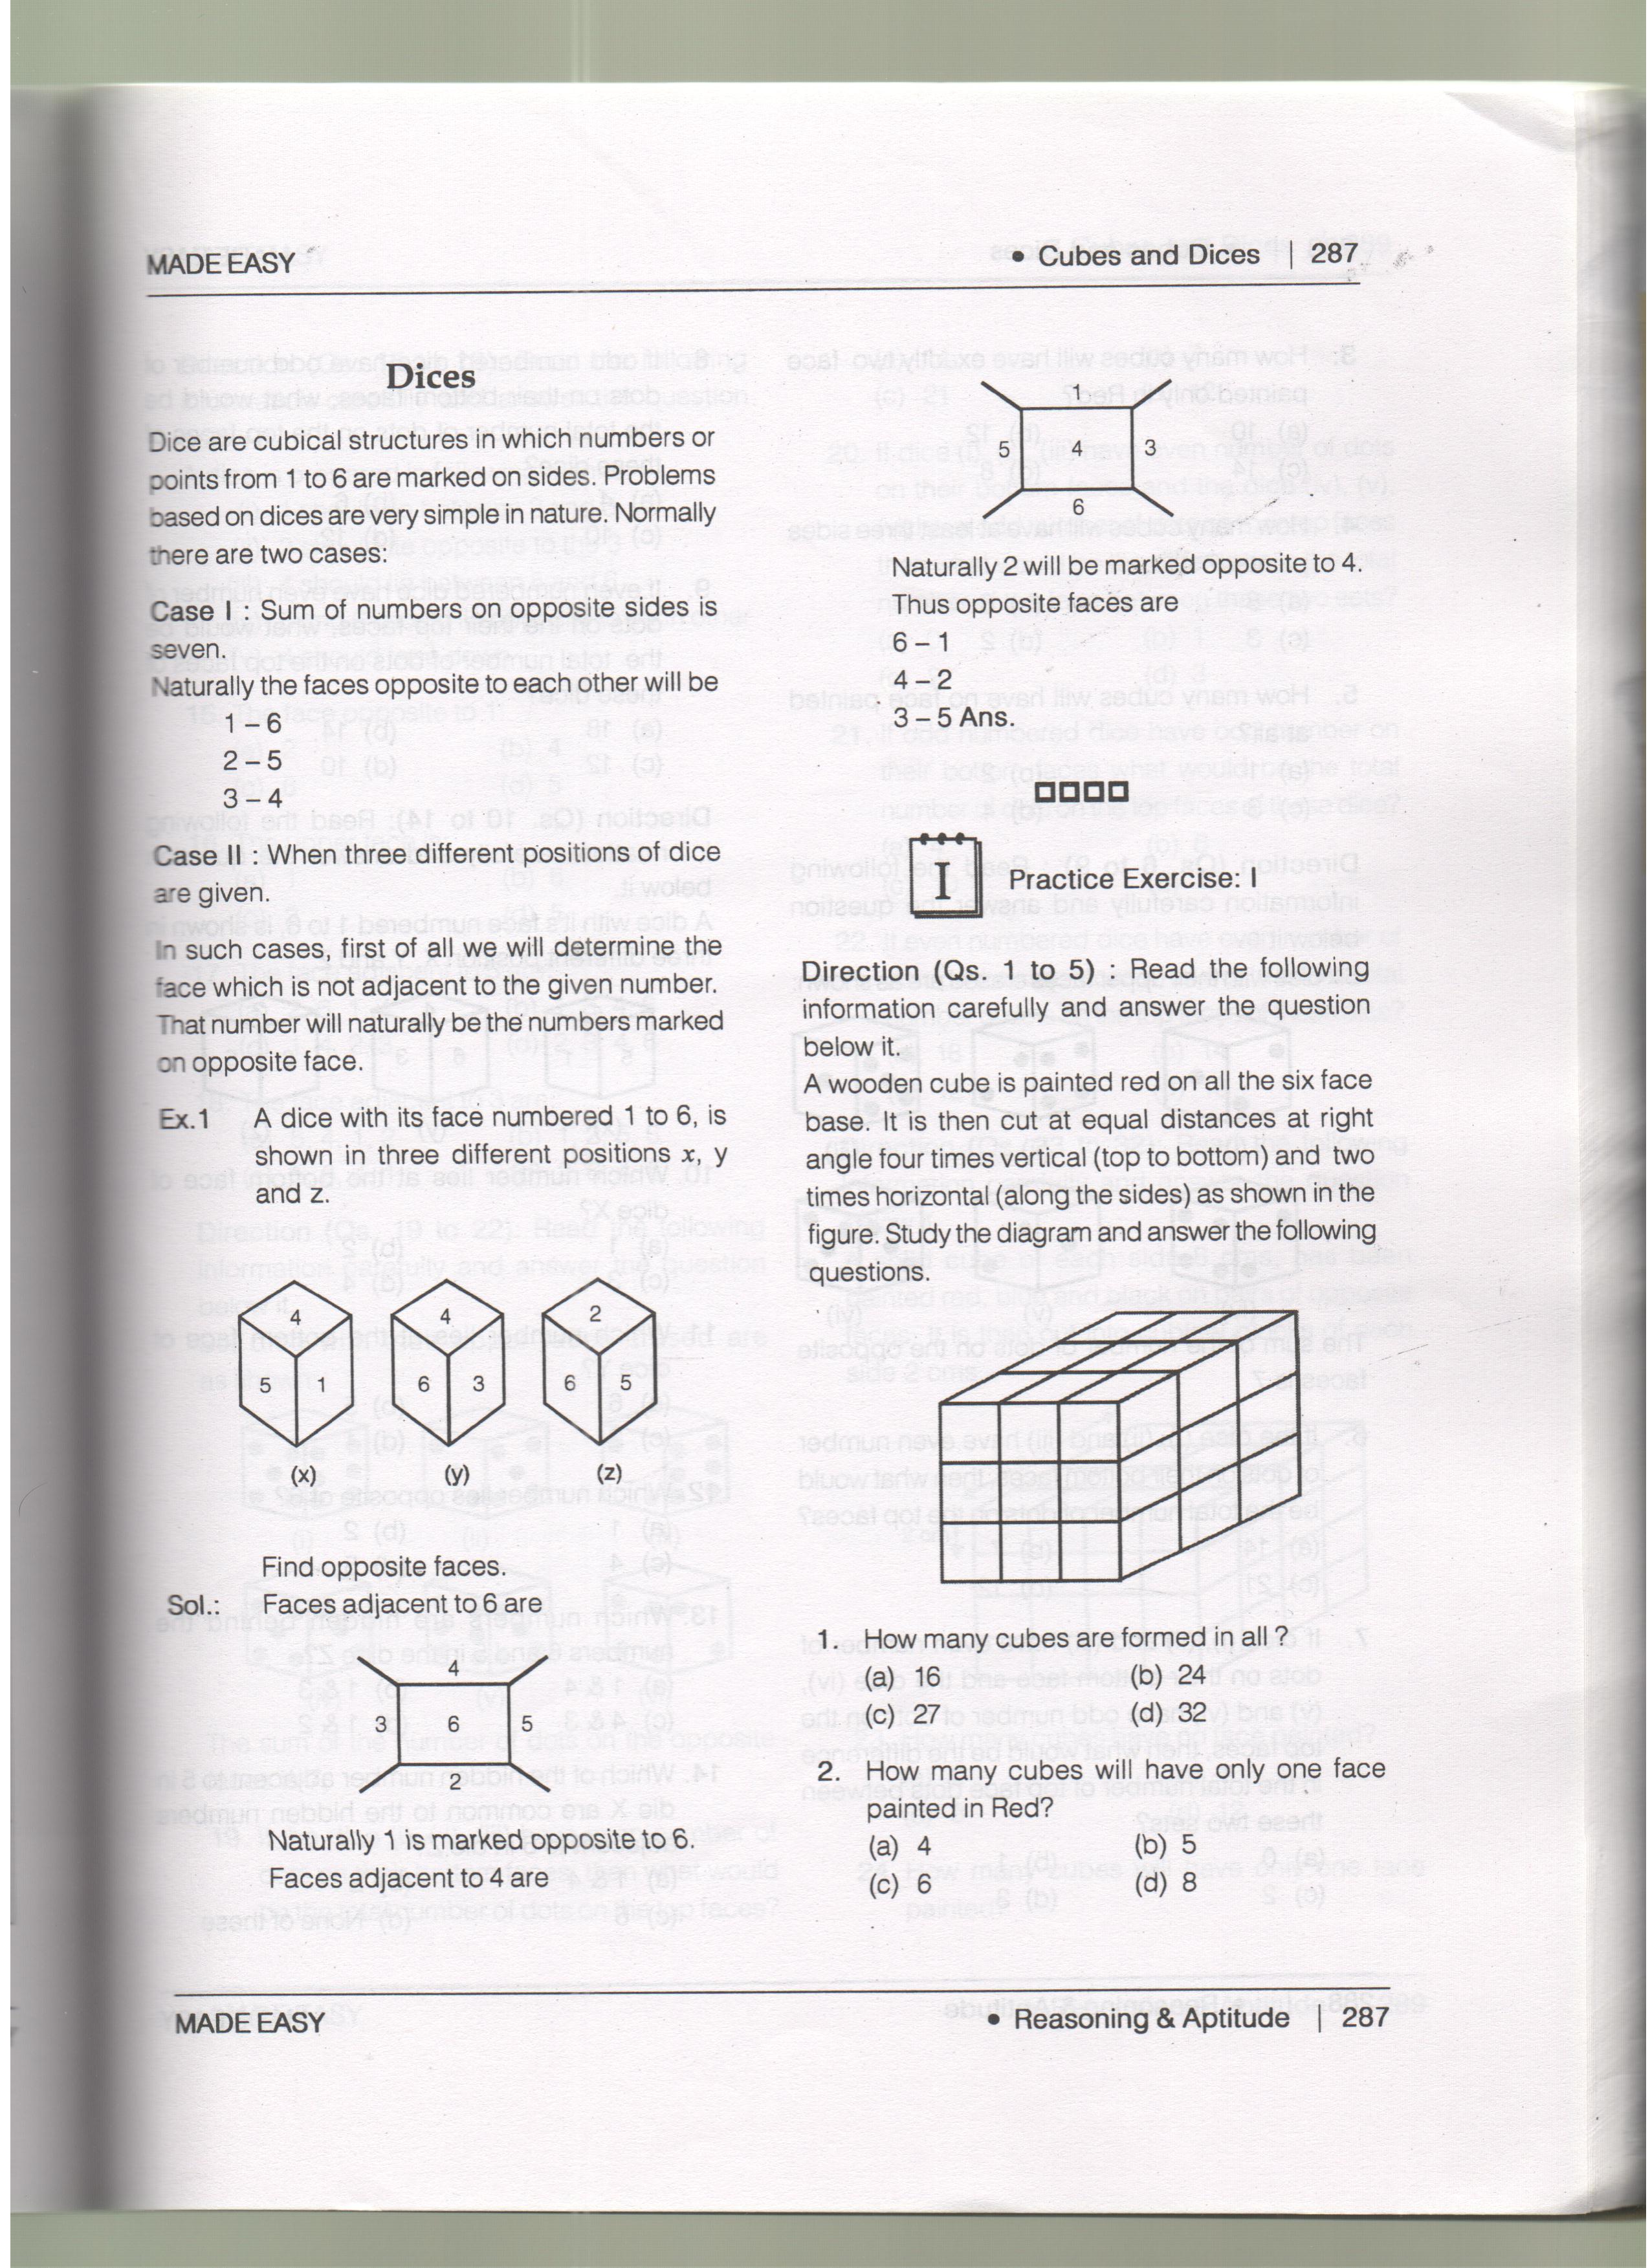 MADE EASY
• Cubes and Dices | 287
Dices
Dice are cubical structures in which numbers or
points from 1 to 6 are marked on sides. Problems
based on dices are very simple in nature. Normally
there are two cases:
Case I : Sum of numbers on opposite sides is
seven.
Naturally the faces opposite to each other will be
1 – 6
2 – 5
3 – 4
Case II : When three different positions of dice
are given.
In such cases, first of all we will determine the
face which is not adjacent to the given number.
That number will naturally be the numbers marked
on opposite face.
Ex.1 A dice with its face numbered 1 to 6, is
shown in three different positions x, y
and z.
4 4 2
5 1 6 3 6 5
(x) (y) (z)
Find opposite faces.
Sol.: Faces adjacent to 6 are
4
3 6 5
2
Naturally 1 is marked opposite to 6.
Faces adjacent to 4 are
1
5 4 3
6
Naturally 2 will be marked opposite to 4.
Thus opposite faces are
6 – 1
4 – 2
3 – 5 Ans.
I Practice Exercise: I
Direction (Qs. 1 to 5) : Read the following
information carefully and answer the question
below it.
A wooden cube is painted red on all the six face
base. It is then cut at equal distances at right
angle four times vertical (top to bottom) and two
times horizontal (along the sides) as shown in the
figure. Study the diagram and answer the following
questions.
1. How many cubes are formed in all ?
(a) 16 (b) 24
(c) 27 (d) 32
2. How many cubes will have only one face
painted in Red?
(a) 4 (b) 5
(c) 6 (d) 8
MADE EASY
• Reasoning & Aptitude | 287